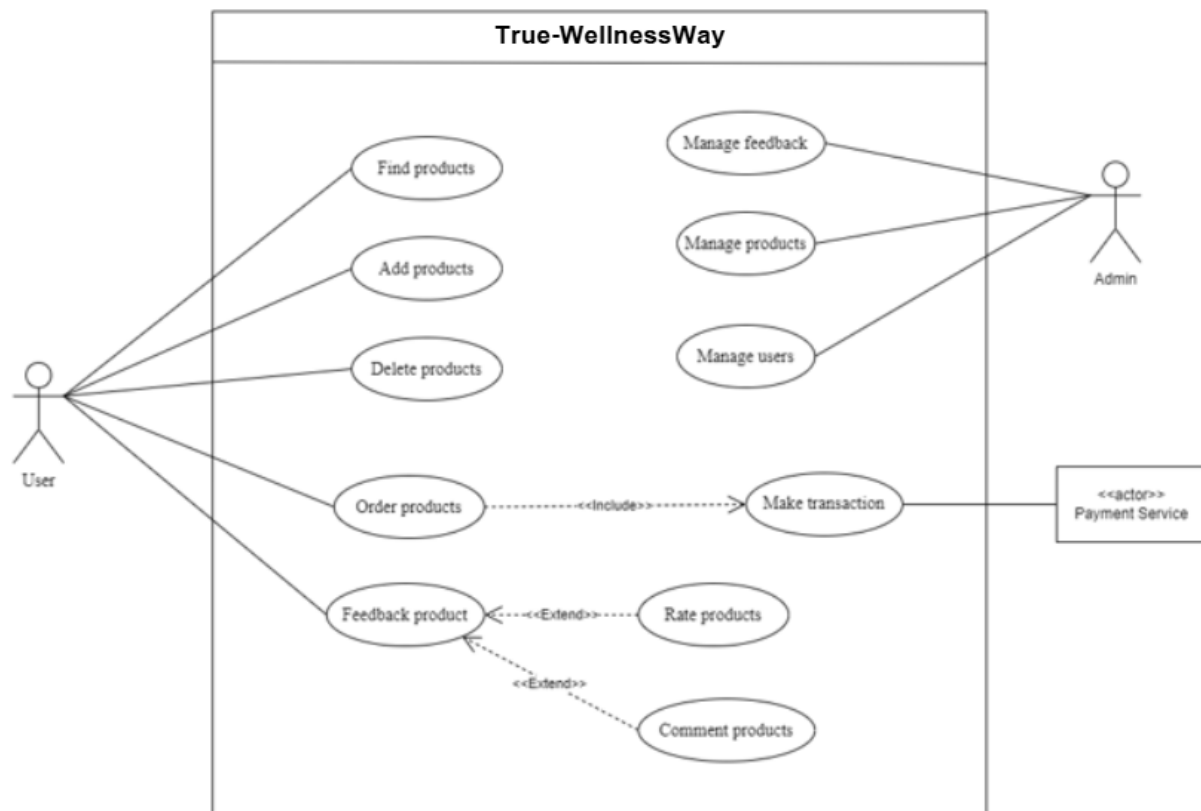 True-WellnessWay
Find products
Manage feedback
Add products
Manage products
Admin
Delete products
Manage users
User
Order products
<<Include>>
Make transaction
<<actor>>
Payment Service
Feedback product
<<Extend>>
Rate products
<<Extend>>
Comment products